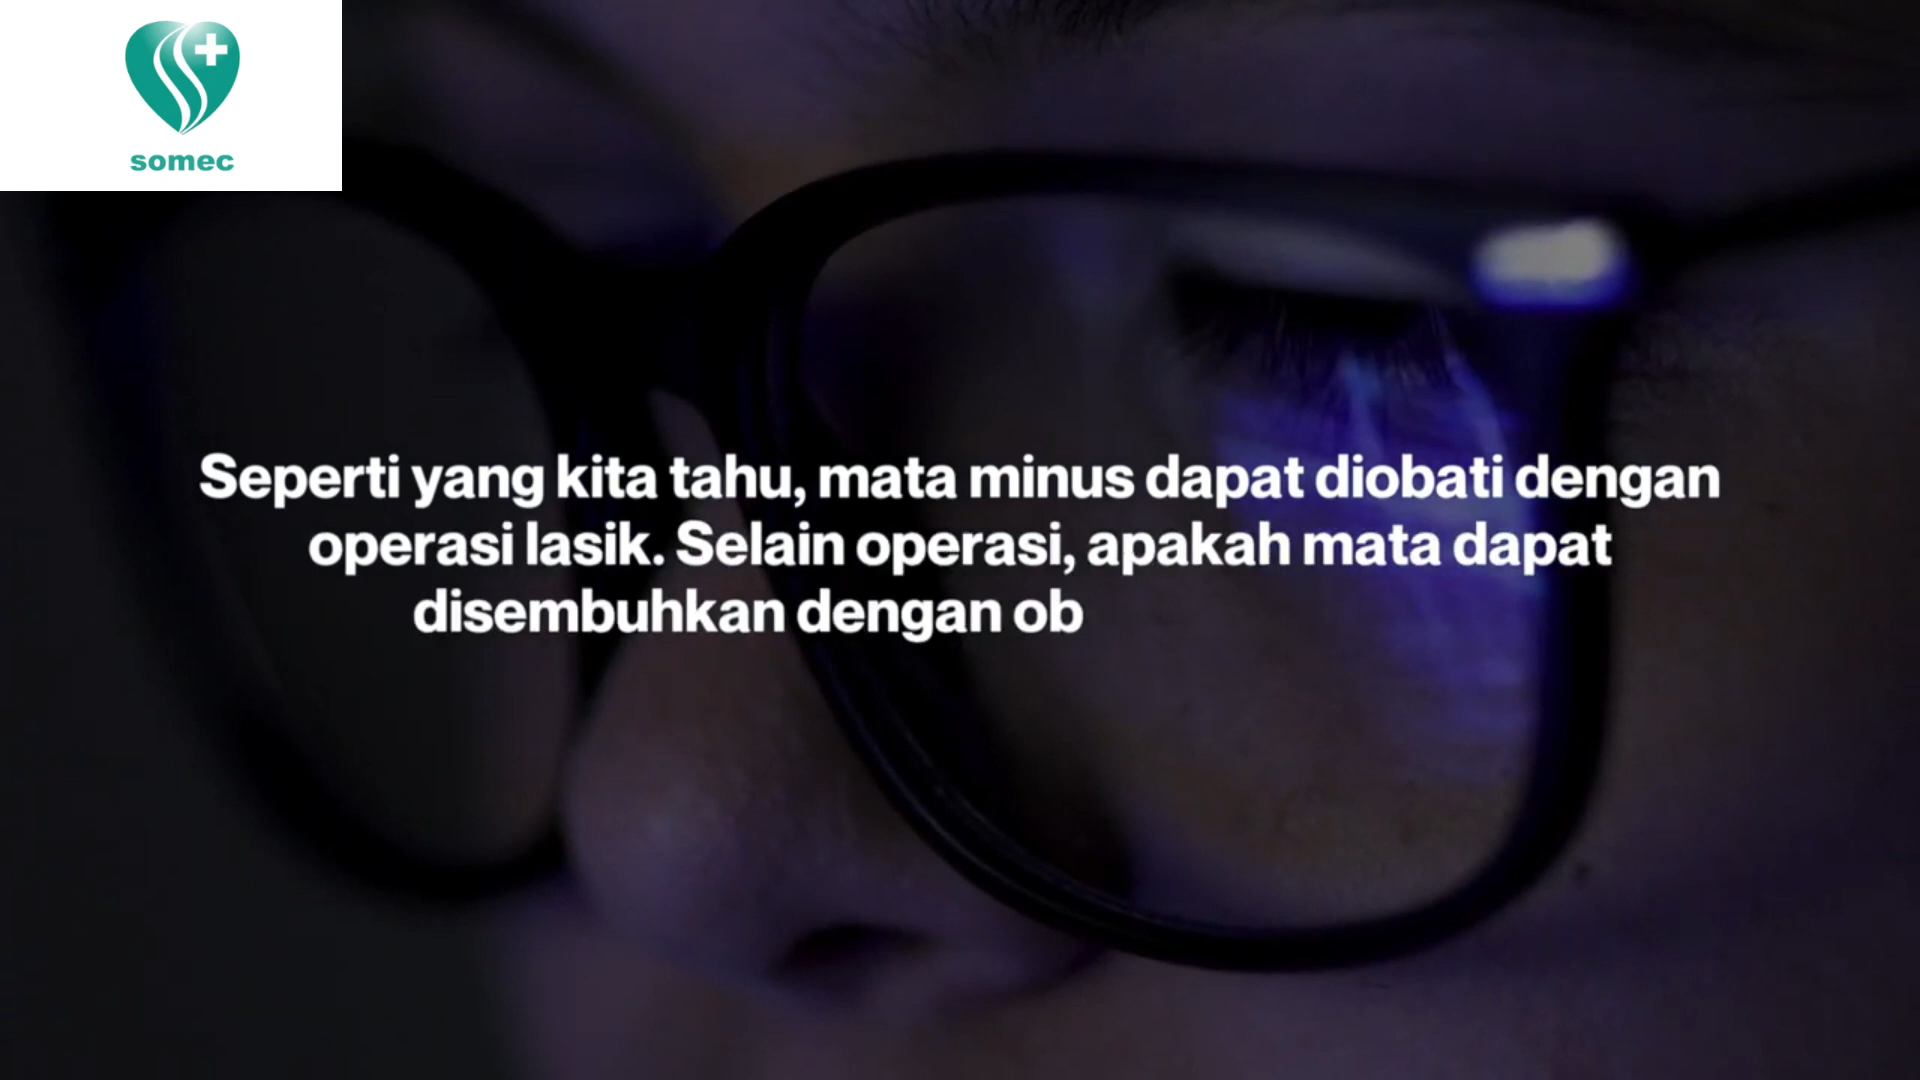 somec
Seperti yang kita tahu, mata minus dapat diobati dengan
operasi lasik. Selain operasi, apakah mata dapat
disembuhkan dengan ob